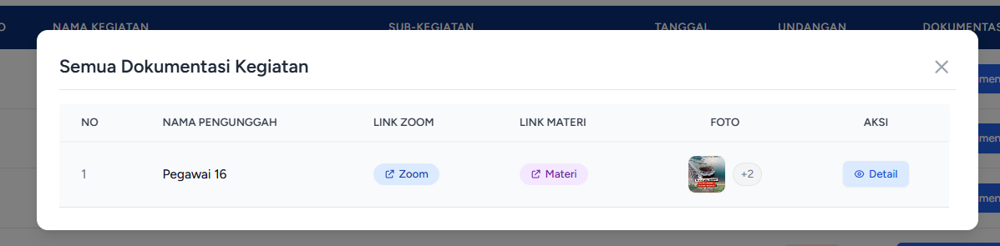 NAMA KEGIATAN SUB-KEGIATAN TANGGAL UNDANGAN DOKUMENTAS
Semua Dokumentasi Kegiatan
NO NAMA PENGUNGGAH LINK ZOOM LINK MATERI FOTO AKSI
1 Pegawai 16 Zoom Materi +2 Detail